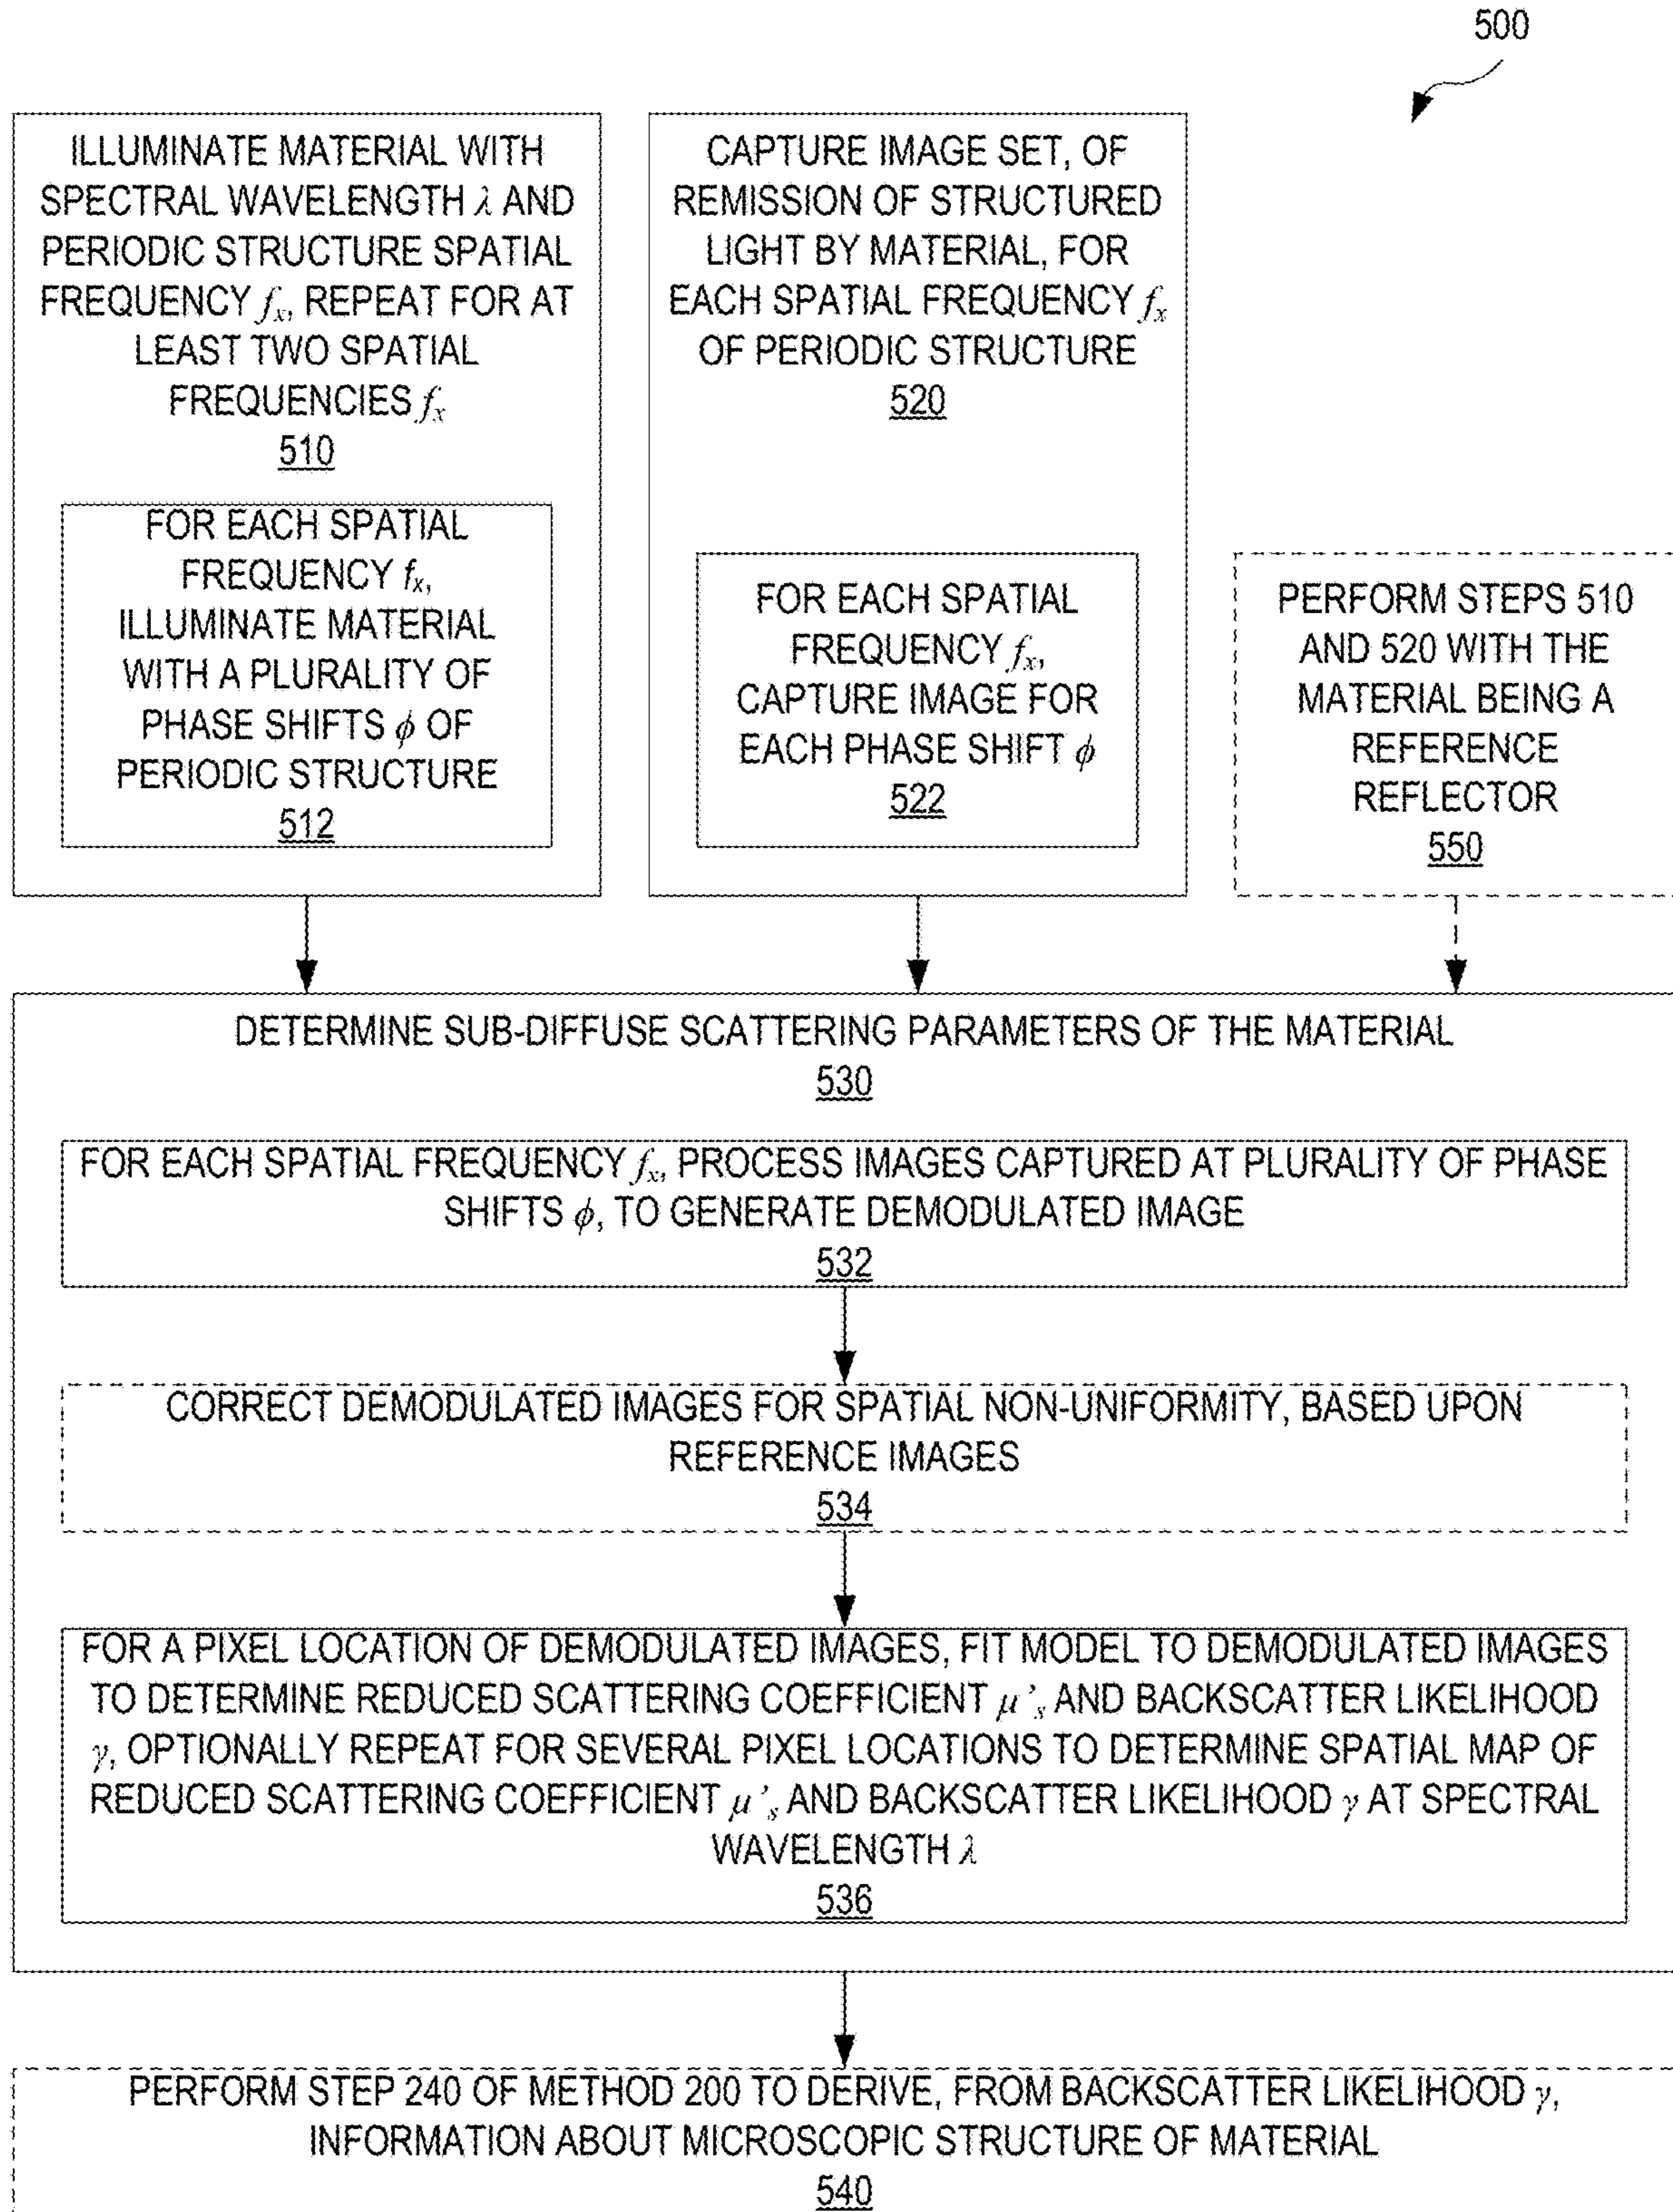 500
ILLUMINATE MATERIAL WITH
SPECTRAL WAVELENGTH λ AND
PERIODIC STRUCTURE SPATIAL
FREQUENCY fx, REPEAT FOR AT
LEAST TWO SPATIAL
FREQUENCIES fx
510
FOR EACH SPATIAL
FREQUENCY fx,
ILLUMINATE MATERIAL
WITH A PLURALITY OF
PHASE SHIFTS ϕ OF
PERIODIC STRUCTURE
512
CAPTURE IMAGE SET, OF
REMISSION OF STRUCTURED
LIGHT BY MATERIAL, FOR
EACH SPATIAL FREQUENCY fx
OF PERIODIC STRUCTURE
520
FOR EACH SPATIAL
FREQUENCY fx,
CAPTURE IMAGE FOR
EACH PHASE SHIFT ϕ
522
PERFORM STEPS 510
AND 520 WITH THE
MATERIAL BEING A
REFERENCE
REFLECTOR
550
DETERMINE SUB-DIFFUSE SCATTERING PARAMETERS OF THE MATERIAL
530
FOR EACH SPATIAL FREQUENCY fx, PROCESS IMAGES CAPTURED AT PLURALITY OF PHASE
SHIFTS ϕ, TO GENERATE DEMODULATED IMAGE
532
CORRECT DEMODULATED IMAGES FOR SPATIAL NON-UNIFORMITY, BASED UPON
REFERENCE IMAGES
534
FOR A PIXEL LOCATION OF DEMODULATED IMAGES, FIT MODEL TO DEMODULATED IMAGES
TO DETERMINE REDUCED SCATTERING COEFFICIENT μ's AND BACKSCATTER LIKELIHOOD
γ, OPTIONALLY REPEAT FOR SEVERAL PIXEL LOCATIONS TO DETERMINE SPATIAL MAP OF
REDUCED SCATTERING COEFFICIENT μ's AND BACKSCATTER LIKELIHOOD γ AT SPECTRAL
WAVELENGTH λ
536
PERFORM STEP 240 OF METHOD 200 TO DERIVE, FROM BACKSCATTER LIKELIHOOD γ,
INFORMATION ABOUT MICROSCOPIC STRUCTURE OF MATERIAL
540